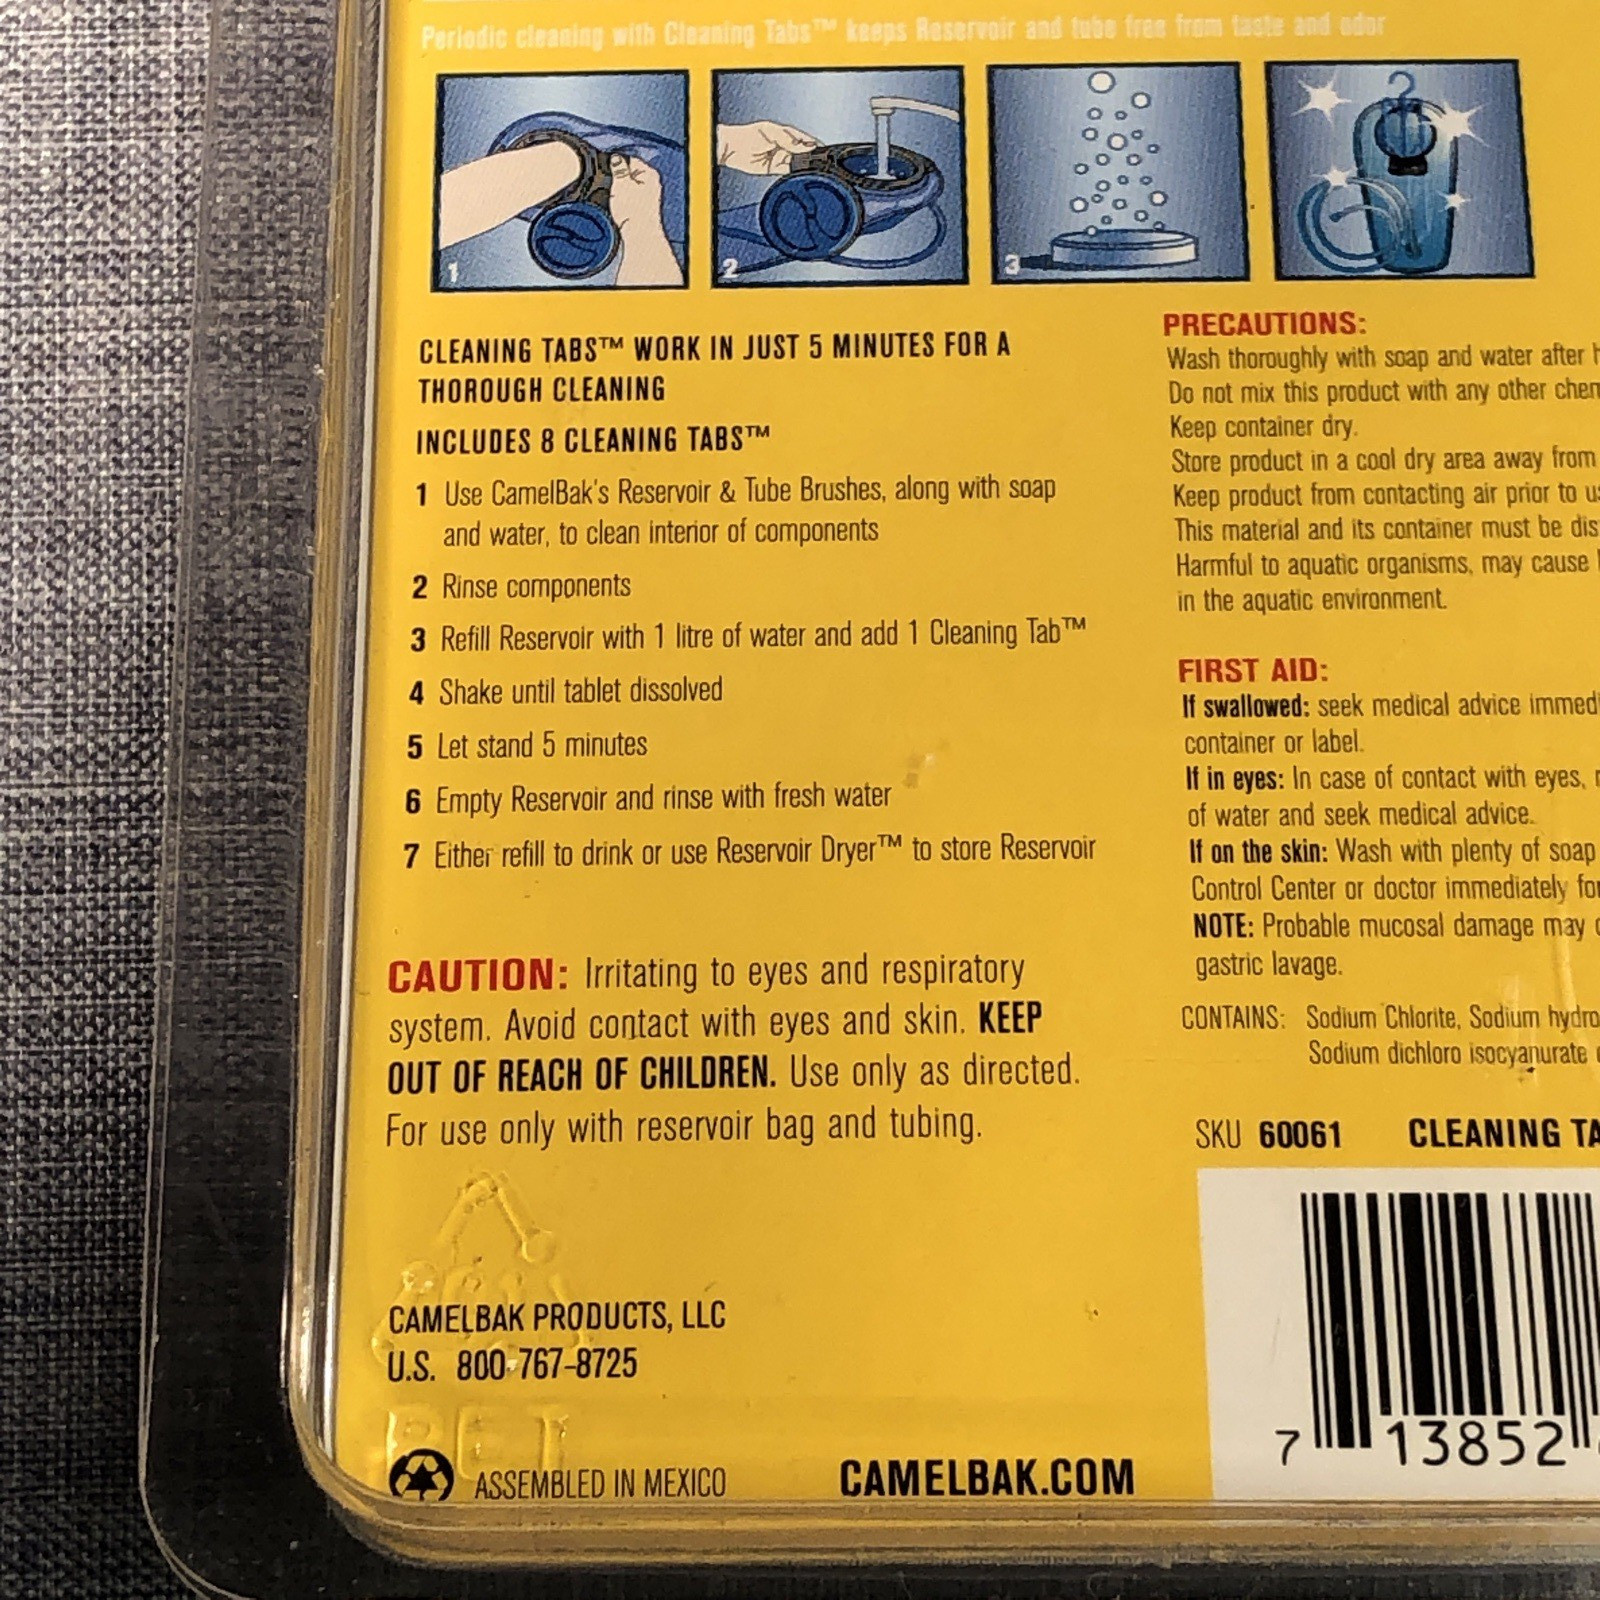 Periodic cleaning with Cleaning Tabs™ keeps Reservoir and tube free from taste and odor
1
2
3
CLEANING TABS™ WORK IN JUST 5 MINUTES FOR A
THOROUGH CLEANING
INCLUDES 8 CLEANING TABS™
1 Use CamelBak's Reservoir & Tube Brushes, along with soap
and water, to clean interior of components
2 Rinse components
3 Refill Reservoir with 1 litre of water and add 1 Cleaning Tab™
4 Shake until tablet dissolved
5 Let stand 5 minutes
6 Empty Reservoir and rinse with fresh water
7 Either refill to drink or use Reservoir Dryer™ to store Reservoir
CAUTION: Irritating to eyes and respiratory
system. Avoid contact with eyes and skin. KEEP
OUT OF REACH OF CHILDREN. Use only as directed.
For use only with reservoir bag and tubing.
CAMELBAK PRODUCTS, LLC
U.S. 800-767-8725
PET
ASSEMBLED IN MEXICO
CAMELBAK.COM
PRECAUTIONS:
Wash thoroughly with soap and water after
Do not mix this product with any other
Keep container dry.
Store product in a cool dry area away from
Keep product from contacting air prior to
This material and its container must be
Harmful to aquatic organisms, may cause
in the aquatic environment.
FIRST AID:
If swallowed: seek medical advice
container or label.
If in eyes: In case of contact with eyes,
of water and seek medical advice.
If on the skin: Wash with plenty of soap
Control Center or doctor immediately
NOTE: Probable mucosal damage may
gastric lavage.
CONTAINS: Sodium Chlorite, Sodium
Sodium dichloro isocyanurate
SKU 60061 CLEANING
7 13852